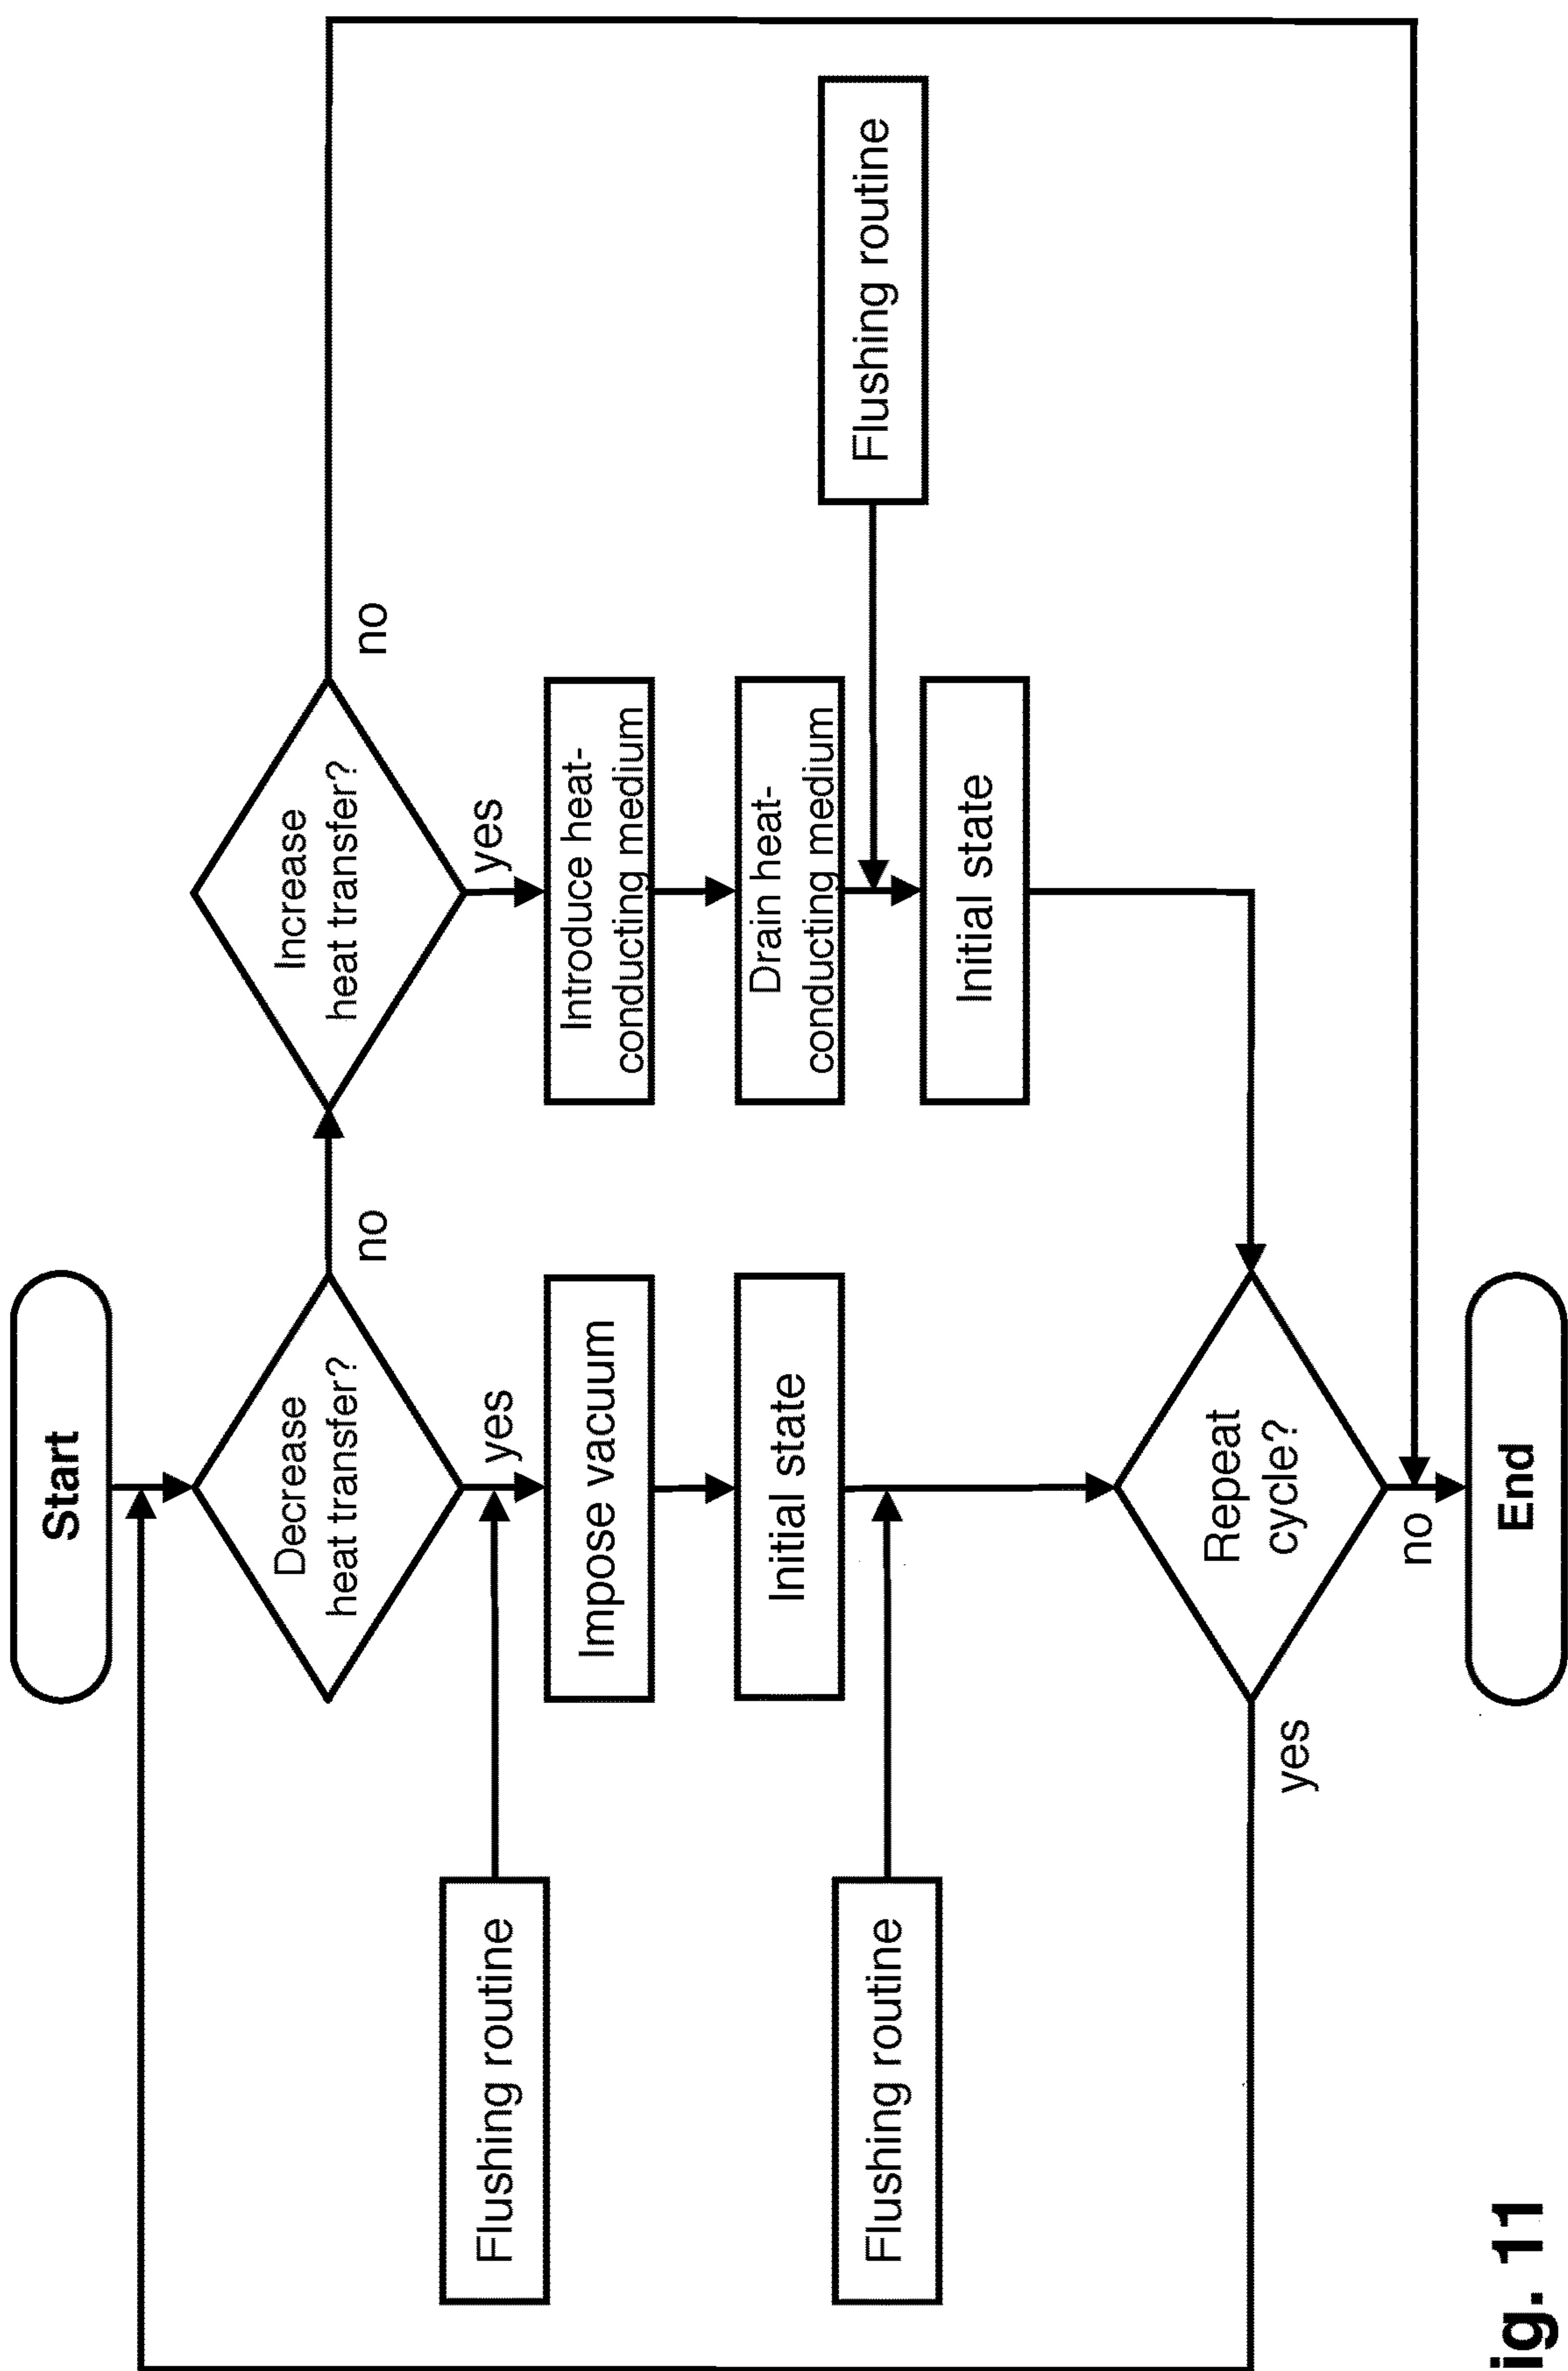 Start
Decrease
heat transfer?
no
Increase
heat transfer?
no
yes
yes
Flushing routine
Impose vacuum
Introduce heat-
conducting medium
Initial state
Drain heat-
conducting medium
Flushing routine
Flushing routine
Initial state
Repeat
cycle?
yes
no
End
ig. 11